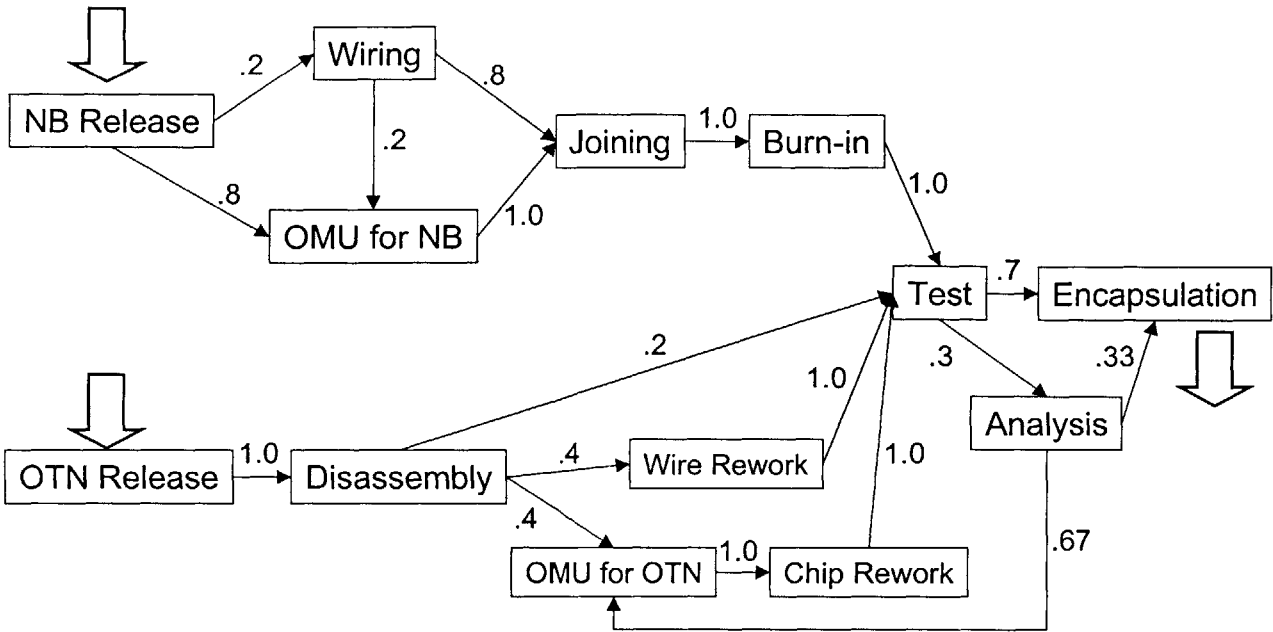 Wiring
.2
.8
NB Release
1.0
Joining
Burn-in
.2
.8
1.0
OMU for NB
1.0
Test
.7
Encapsulation
.2
.3
.33
1.0
Analysis
OTN Release
1.0
Disassembly
.4
Wire Rework
1.0
.4
.67
1.0
OMU for OTN
Chip Rework